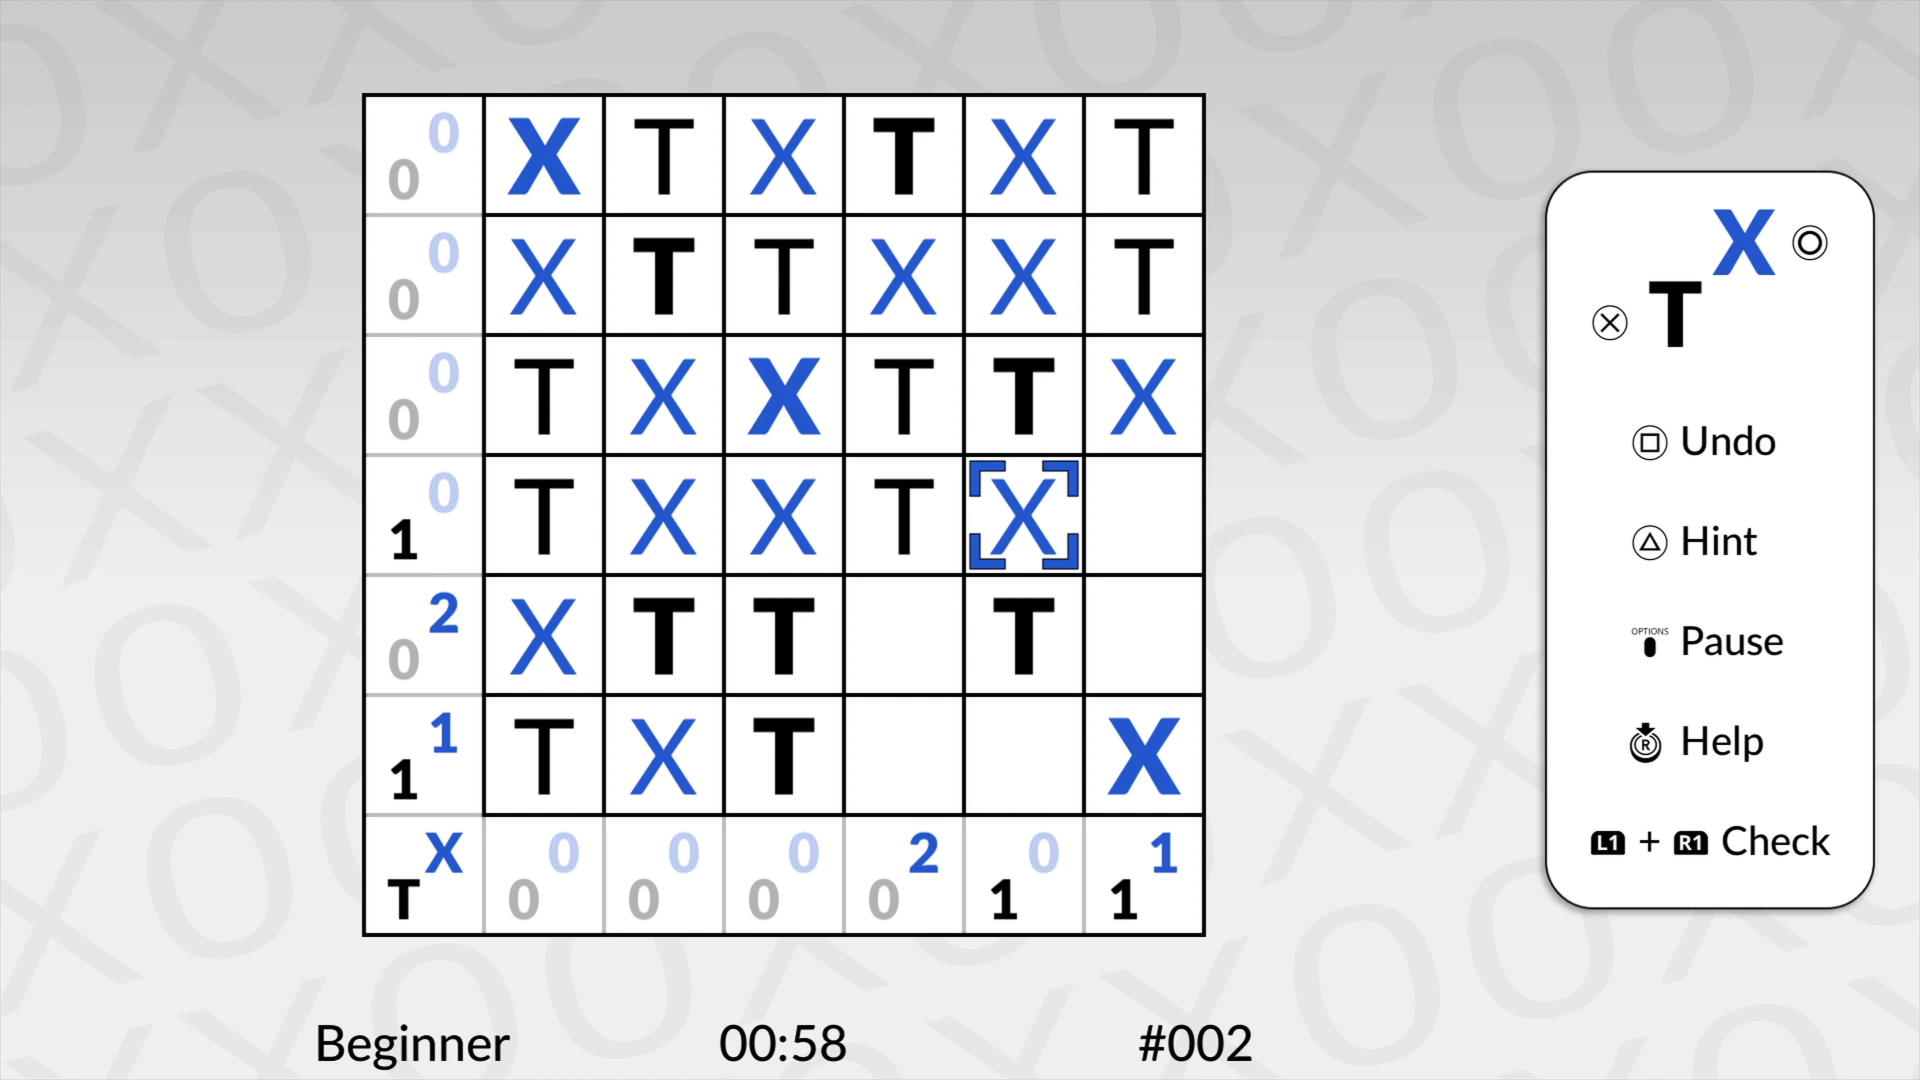 0 0 X T X T X T
0 0 X T T X X T
0 0 T X X T T X
0 1 T X X T X
2 0 X T T T
1 1 T X T X
X T 0 0 0 0 0 0 2 0 0 1 1 1
X
T
Undo
Hint
OPTIONS Pause
R Help
L1 + R1 Check
Beginner 00:58 #002